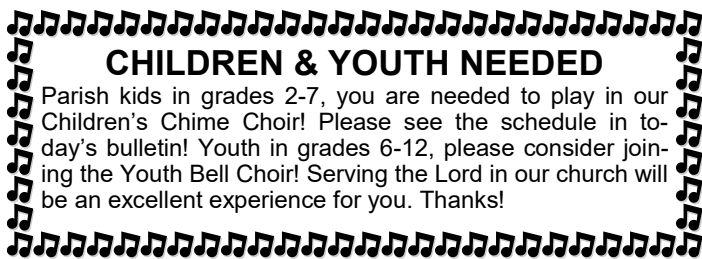 CHILDREN & YOUTH NEEDED
Parish kids in grades 2-7, you are needed to play in our
Children's Chime Choir! Please see the schedule in to-
day's bulletin! Youth in grades 6-12, please consider join-
ing the Youth Bell Choir! Serving the Lord in our church will
be an excellent experience for you. Thanks!